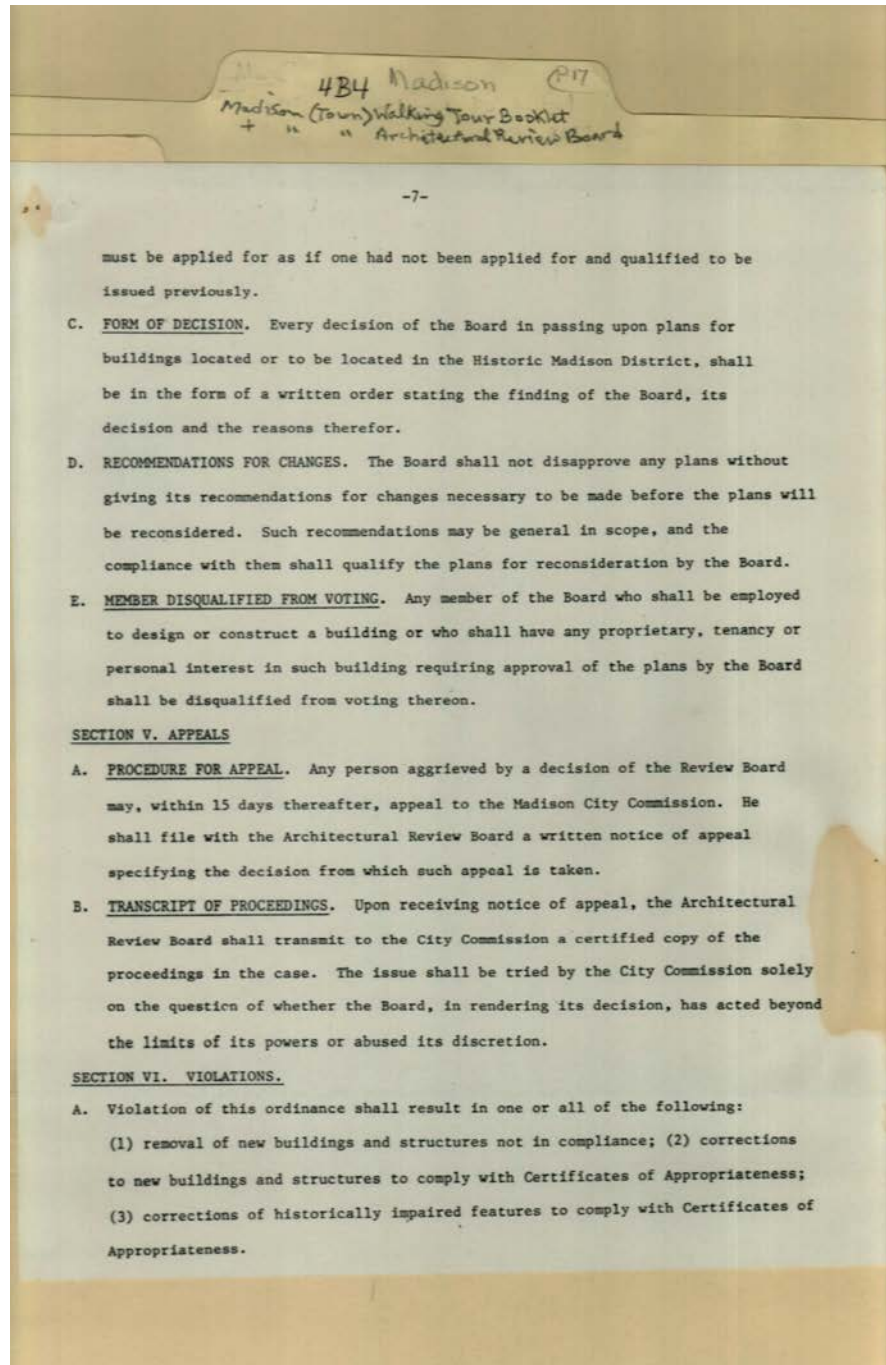 4B4 Madison P17
Madison (Town) Walking Tour Booklet
+ " " Architectural Review Board
-7-
must be applied for as if one had not been applied for and qualified to be
issued previously.
C. FORM OF DECISION. Every decision of the Board in passing upon plans for
buildings located or to be located in the Historic Madison District, shall
be in the form of a written order stating the finding of the Board, its
decision and the reasons therefor.
D. RECOMMENDATIONS FOR CHANGES. The Board shall not disapprove any plans without
giving its recommendations for changes necessary to be made before the plans will
be reconsidered. Such recommendations may be general in scope, and the
compliance with them shall qualify the plans for reconsideration by the Board.
E. MEMBER DISQUALIFIED FROM VOTING. Any member of the Board who shall be employed
to design or construct a building or who shall have any proprietary, tenancy or
personal interest in such building requiring approval of the plans by the Board
shall be disqualified from voting thereon.
SECTION V. APPEALS
A. PROCEDURE FOR APPEAL. Any person aggrieved by a decision of the Review Board
may, within 15 days thereafter, appeal to the Madison City Commission. He
shall file with the Architectural Review Board a written notice of appeal
specifying the decision from which such appeal is taken.
B. TRANSCRIPT OF PROCEEDINGS. Upon receiving notice of appeal, the Architectural
Review Board shall transmit to the City Commission a certified copy of the
proceedings in the case. The issue shall be tried by the City Commission solely
on the question of whether the Board, in rendering its decision, has acted beyond
the limits of its powers or abused its discretion.
SECTION VI. VIOLATIONS.
A. Violation of this ordinance shall result in one or all of the following:
(1) removal of new buildings and structures not in compliance; (2) corrections
to new buildings and structures to comply with Certificates of Appropriateness;
(3) corrections of historically impaired features to comply with Certificates of
Appropriateness.